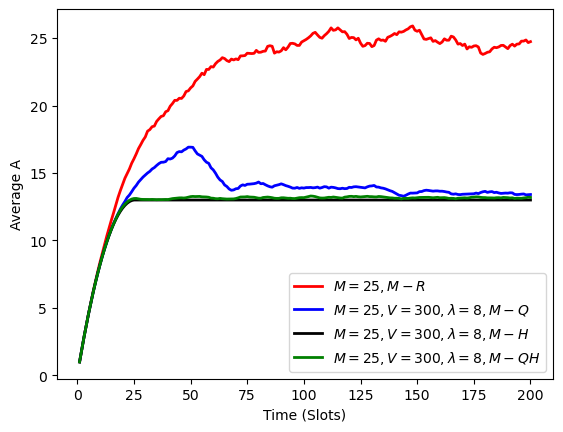 25
20
15
10
5
0
Average A
M = 25, M − R
M = 25, V = 300, λ = 8, M − Q
M = 25, V = 300, λ = 8, M − H
M = 25, V = 300, λ = 8, M − QH
0 25 50 75 100 125 150 175 200
Time (Slots)